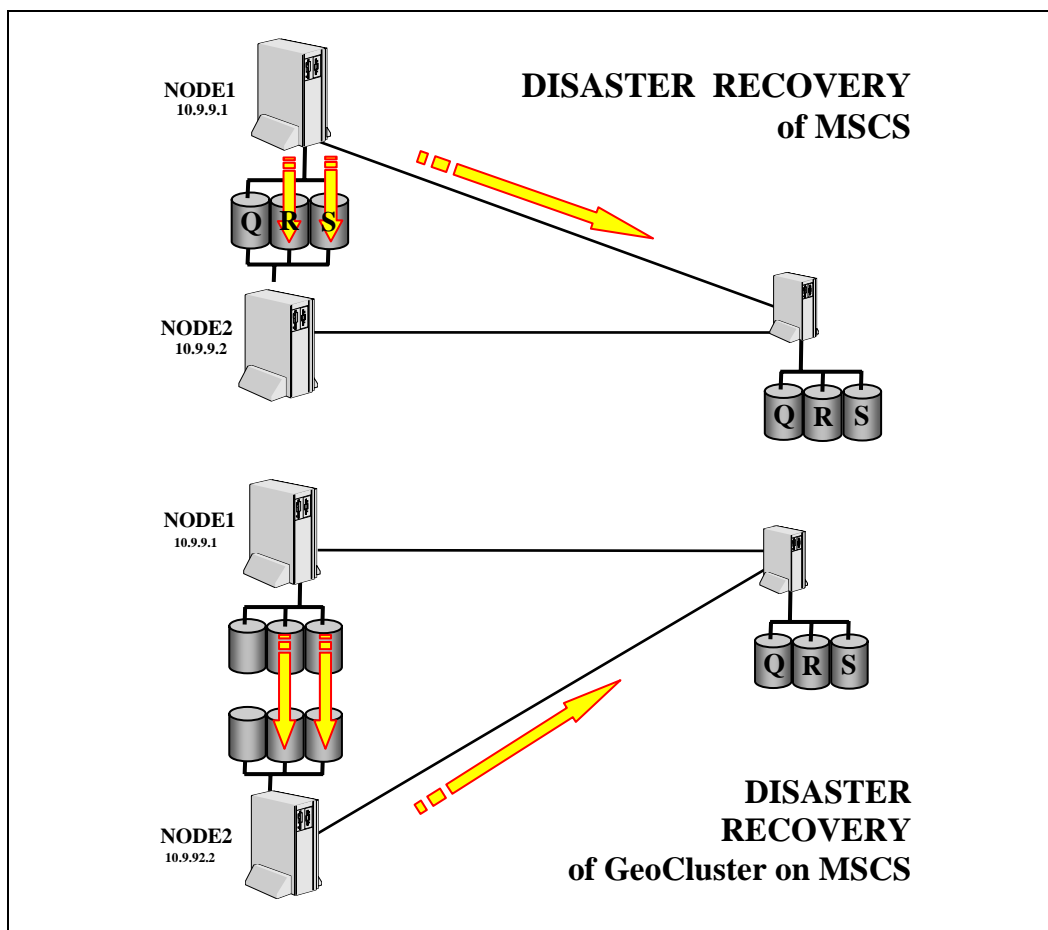 NODE1
10.9.9.1
DISASTER RECOVERY
of MSCS
Q R S
NODE2
10.9.9.2
Q R S
NODE1
10.9.9.1
Q R S
NODE2
10.9.92.2
DISASTER
RECOVERY
of GeoCluster on MSCS